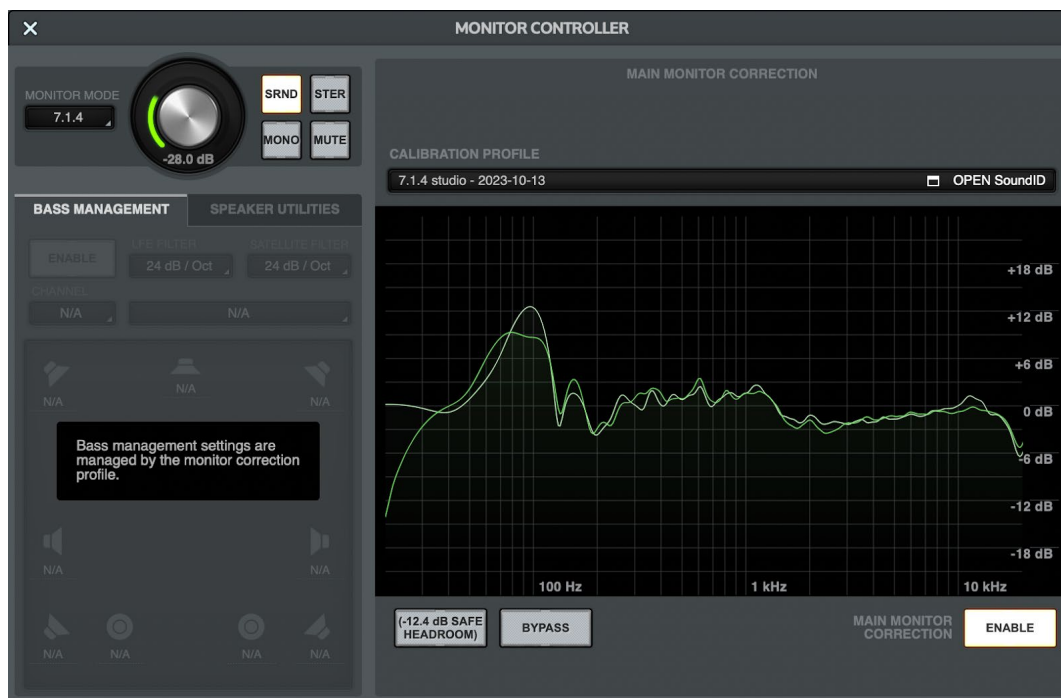 MONITOR CONTROLLER
MONITOR MODE
7.1.4
-28.0 dB
SRND
STER
MONO
MUTE
BASS MANAGEMENT
SPEAKER UTILITIES
ENABLE
LFE FILTER
24 dB / Oct
SATELLITE FILTER
24 dB / Oct
CHANNEL
N/A
N/A
N/A
N/A
N/A
Bass management settings are
managed by the monitor correction
profile.
N/A
N/A
N/A
N/A
N/A
N/A
MAIN MONITOR CORRECTION
CALIBRATION PROFILE
7.1.4 studio - 2023-10-13
OPEN SoundID
+18 dB
+12 dB
+6 dB
0 dB
-6 dB
-12 dB
-18 dB
100 Hz
1 kHz
10 kHz
(-12.4 dB SAFE
HEADROOM)
BYPASS
MAIN MONITOR
CORRECTION
ENABLE